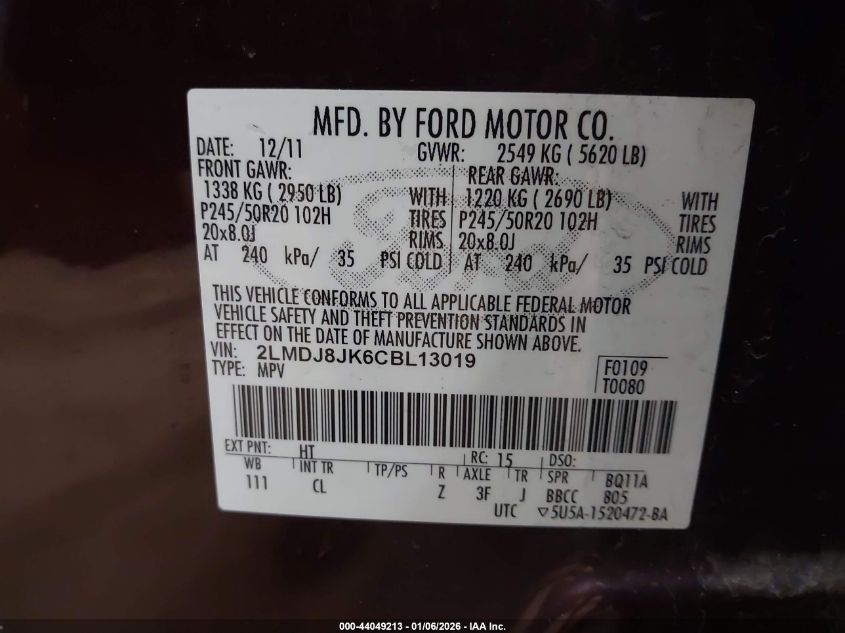 MFD. BY FORD MOTOR CO.
DATE: 12/11 GVWR: 2549 KG ( 5620 LB)
FRONT GAWR: REAR GAWR:
1338 KG ( 2950 LB) WITH 1220 KG ( 2690 LB) WITH
P245/50R20 102H TIRES P245/50R20 102H TIRES
20x8.0J RIMS 20x8.0J RIMS
AT 240 kPa/ 35 PSI COLD AT 240 kPa/ 35 PSI COLD
Ford
THIS VEHICLE CONFORMS TO ALL APPLICABLE FEDERAL MOTOR
VEHICLE SAFETY AND THEFT PREVENTION STANDARDS IN
EFFECT ON THE DATE OF MANUFACTURE SHOWN ABOVE.
VIN: 2LMDJ8JK6CBL13019
TYPE: MPV
F0109
T0080
EXT PNT: HT RC: 15 DSO:
WB INT TR TP/PS R AXLE TR SPR BQ11A
111 CL Z 3F J BBCC 805
UTC ▽5U5A-1520472-BA
000-44049213 - 01/06/2026 - IAA Inc.